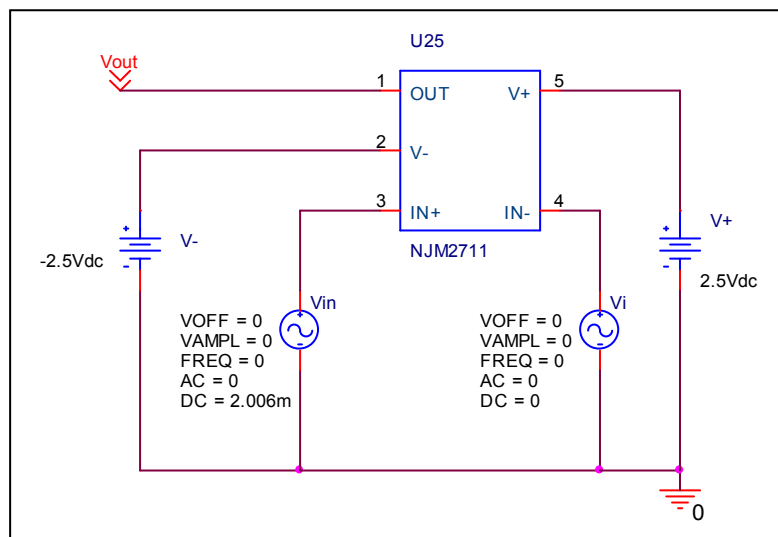 U25
Vout
1
OUT
V+
5
2
V-
3
IN+
IN-
4
V-
-2.5Vdc
NJM2711
V+
2.5Vdc
Vin
VOFF = 0
VAMPL = 0
FREQ = 0
AC = 0
DC = 2.006m
Vi
VOFF = 0
VAMPL = 0
FREQ = 0
AC = 0
DC = 0
0